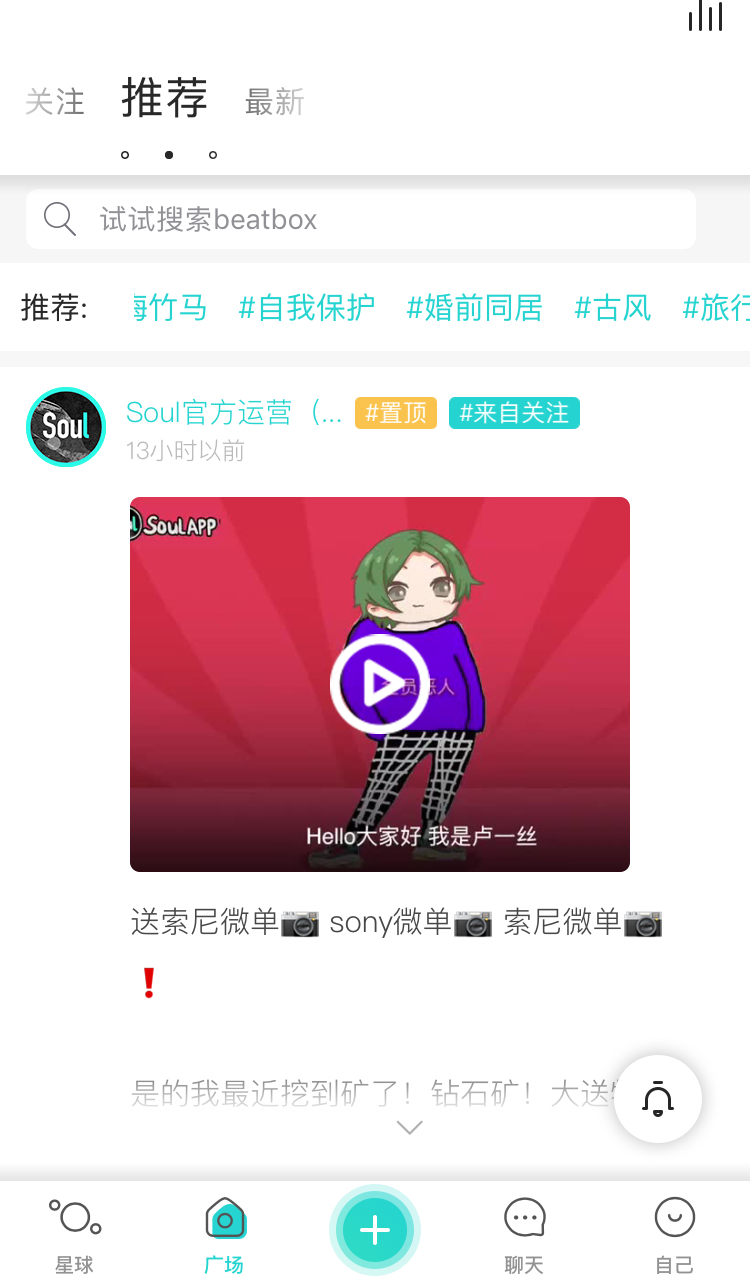 关注 推荐 最新
试试搜索beatbox
推荐: 梅竹马 #自我保护 #婚前同居 #古风 #旅行
Soul
Soul官方运营（... #置顶 #来自关注
13小时以前
SOULAPP
恶人
Hello大家好 我是卢一丝
送索尼微单📷 sony微单📷 索尼微单📷
❗
是的我最近挖到矿了！钻石矿！大送
星球 广场 聊天 自己